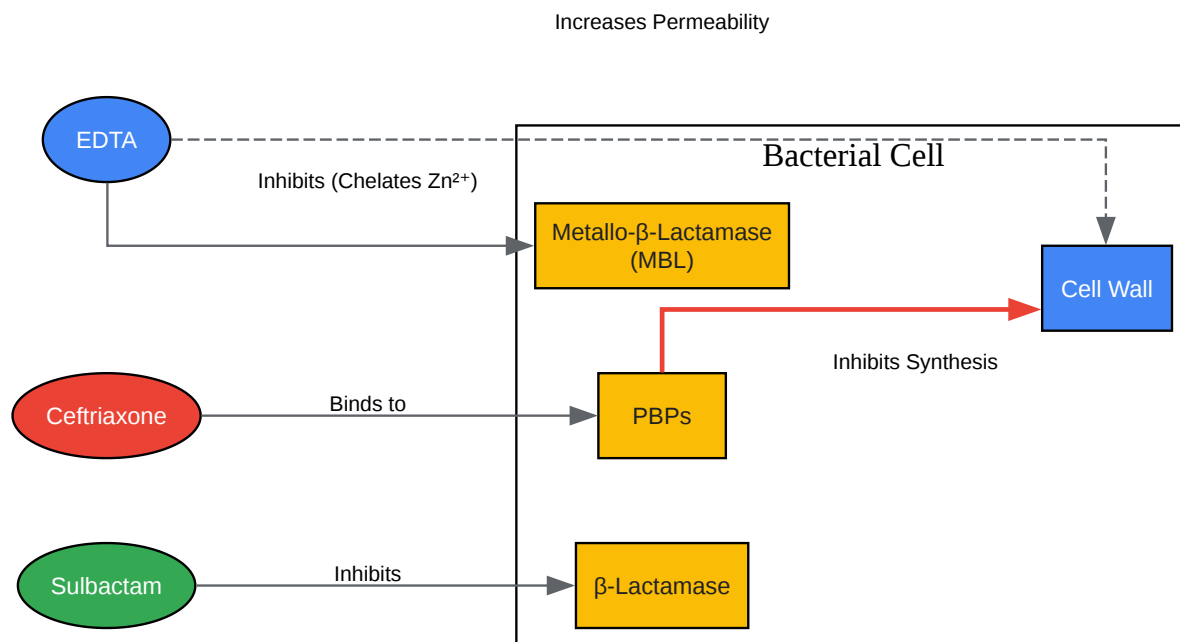 Increases Permeability
EDTA
Bacterial Cell
Inhibits (Chelates Zn²⁺)
Metallo-β-Lactamase
(MBL)
Cell Wall
Inhibits Synthesis
Ceftriaxone
Binds to
PBPs
Sulbactam
Inhibits
β-Lactamase